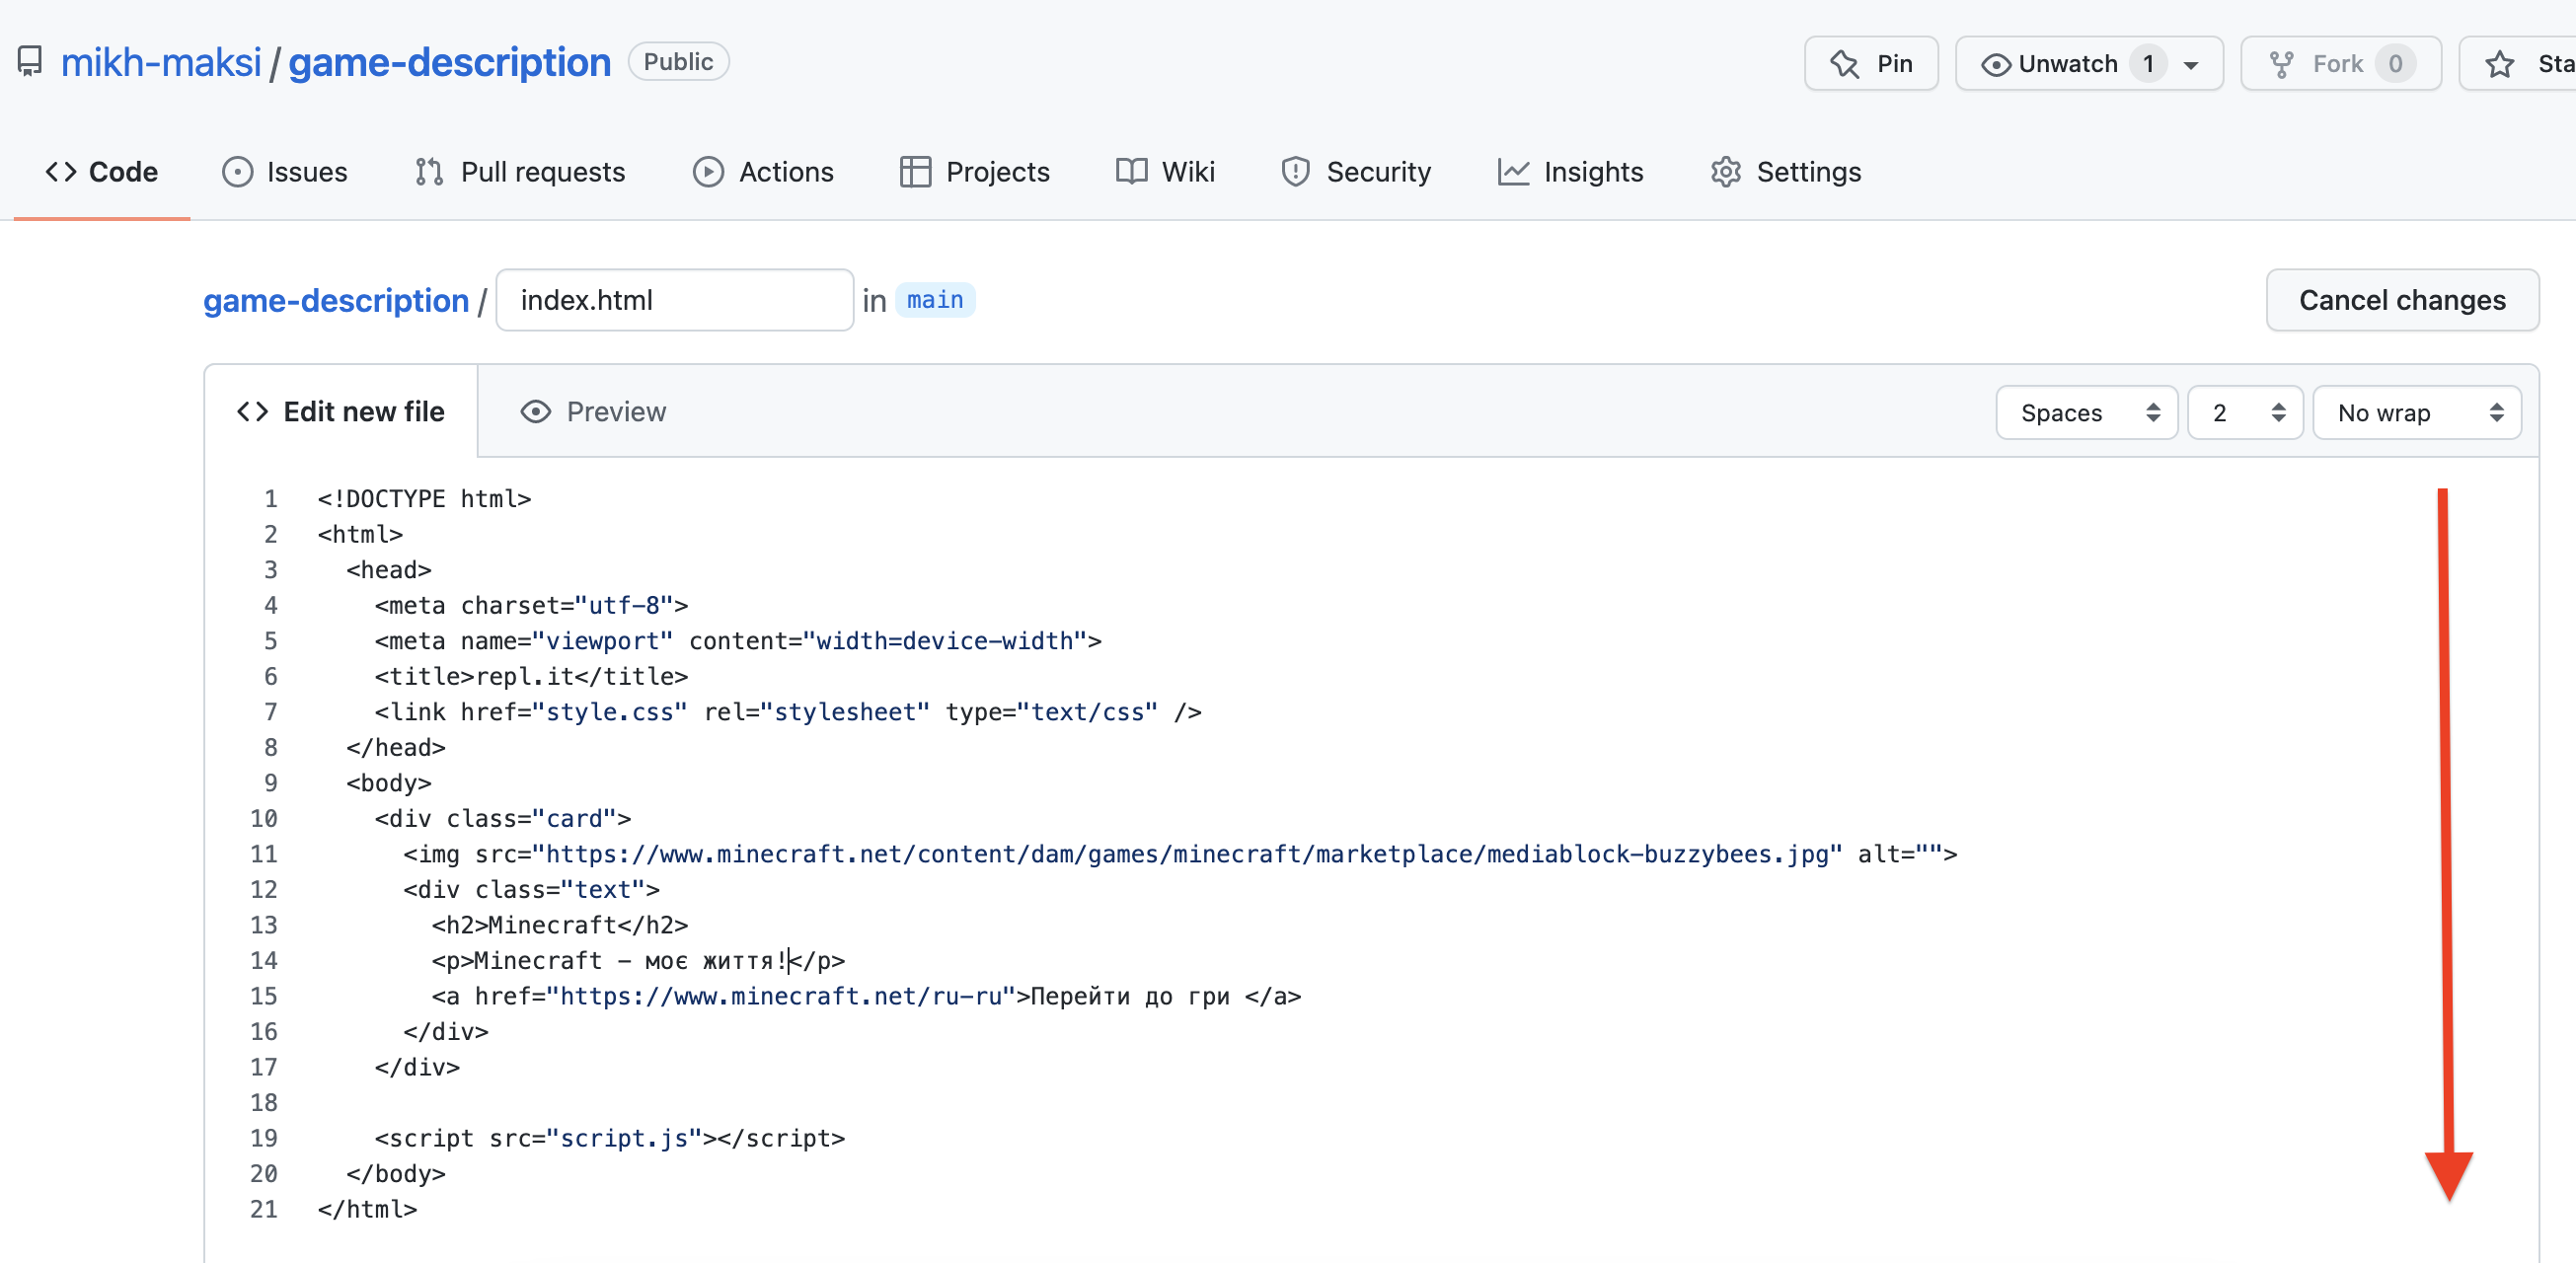 mikh-maksi / game-description Public
Pin Unwatch 1 Fork 0 Sta
Code Issues Pull requests Actions Projects Wiki Security Insights Settings
game-description / index.html in main Cancel changes
Edit new file Preview Spaces 2 No wrap
1 <!DOCTYPE html>
2 <html>
3 <head>
4 <meta charset="utf-8">
5 <meta name="viewport" content="width=device-width">
6 <title>repl.it</title>
7 <link href="style.css" rel="stylesheet" type="text/css" />
8 </head>
9 <body>
10 <div class="card">
11 <img src="https://www.minecraft.net/content/dam/games/minecraft/marketplace/mediablock-buzzybees.jpg" alt="">
12 <div class="text">
13 <h2>Minecraft</h2>
14 <p>Minecraft - моє життя!</p>
15 <a href="https://www.minecraft.net/ru-ru">Перейти до гри </a>
16 </div>
17 </div>
18
19 <script src="script.js"></script>
20 </body>
21 </html>